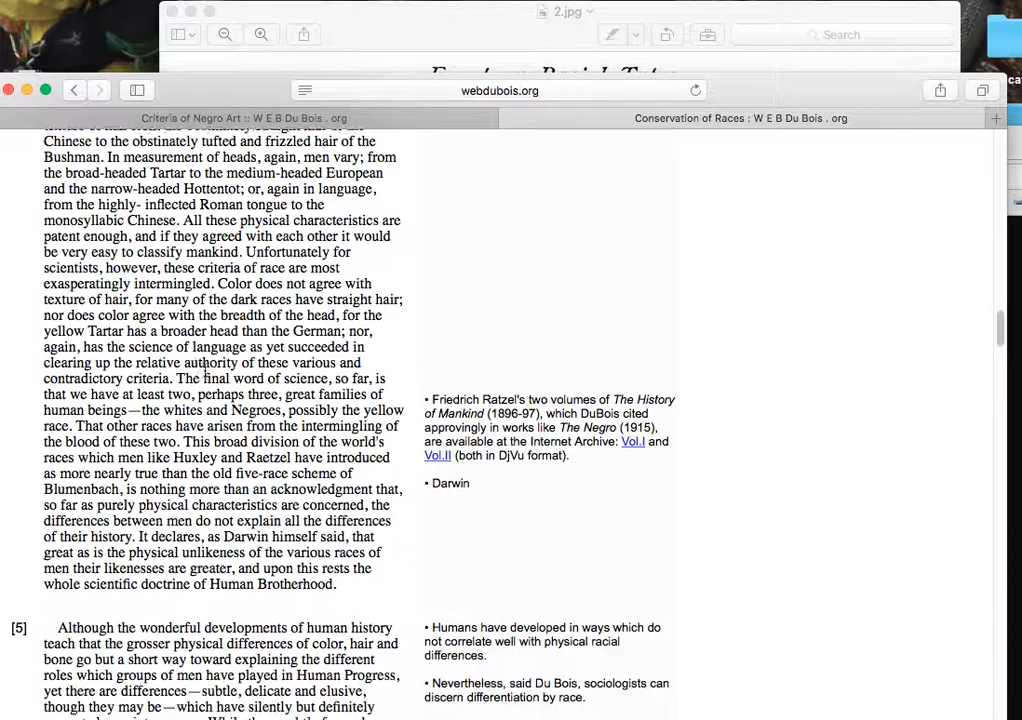 2.jpg
Search
webdubois.org
Criteria of Negro Art :: W E B Du Bois . org
Conservation of Races : W E B Du Bois . org
Chinese to the obstinately tufted and frizzled hair of the
Bushman. In measurement of heads, again, men vary; from
the broad-headed Tartar to the medium-headed European
and the narrow-headed Hottentot; or, again in language,
from the highly- inflected Roman tongue to the
monosyllabic Chinese. All these physical characteristics are
patent enough, and if they agreed with each other it would
be very easy to classify mankind. Unfortunately for
scientists, however, these criteria of race are most
exasperatingly intermingled. Color does not agree with
texture of hair, for many of the dark races have straight hair;
nor does color agree with the breadth of the head, for the
yellow Tartar has a broader head than the German; nor,
again, has the science of language as yet succeeded in
clearing up the relative authority of these various and
contradictory criteria. The final word of science, so far, is
that we have at least two, perhaps three, great families of
human beings—the whites and Negroes, possibly the yellow
race. That other races have arisen from the intermingling of
the blood of these two. This broad division of the world's
races which men like Huxley and Raetzel have introduced
as more nearly true than the old five-race scheme of
Blumenbach, is nothing more than an acknowledgment that,
so far as purely physical characteristics are concerned, the
differences between men do not explain all the differences
of their history. It declares, as Darwin himself said, that
great as is the physical unlikeness of the various races of
men their likenesses are greater, and upon this rests the
whole scientific doctrine of Human Brotherhood.
• Friedrich Ratzel's two volumes of The History
of Mankind (1896-97), which DuBois cited
approvingly in works like The Negro (1915),
are available at the Internet Archive: Vol.I and
Vol.II (both in DjVu format).
• Darwin
[5] Although the wonderful developments of human history
teach that the grosser physical differences of color, hair and
bone go but a short way toward explaining the different
roles which groups of men have played in Human Progress,
yet there are differences—subtle, delicate and elusive,
though they may be—which have silently but definitely
• Humans have developed in ways which do
not correlate well with physical racial
differences.
• Nevertheless, said Du Bois, sociologists can
discern differentiation by race.